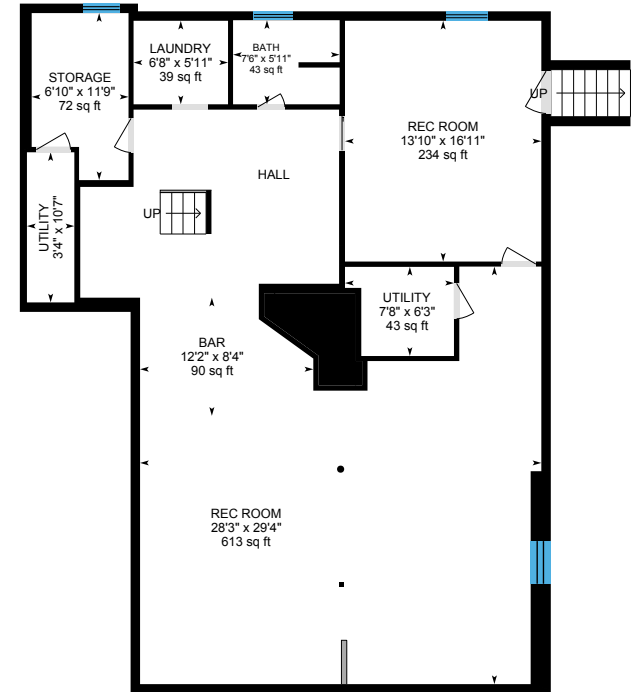 STORAGE
6'10" x 11'9"
72 sq ft
LAUNDRY
6'8" x 5'11"
39 sq ft
BATH
7'6" x 5'11"
43 sq ft
REC ROOM
13'10" x 16'11"
234 sq ft
UP
HALL
UTILITY
3'4" x 10'7"
UP
UTILITY
7'8" x 6'3"
43 sq ft
BAR
12'2" x 8'4"
90 sq ft
REC ROOM
28'3" x 29'4"
613 sq ft